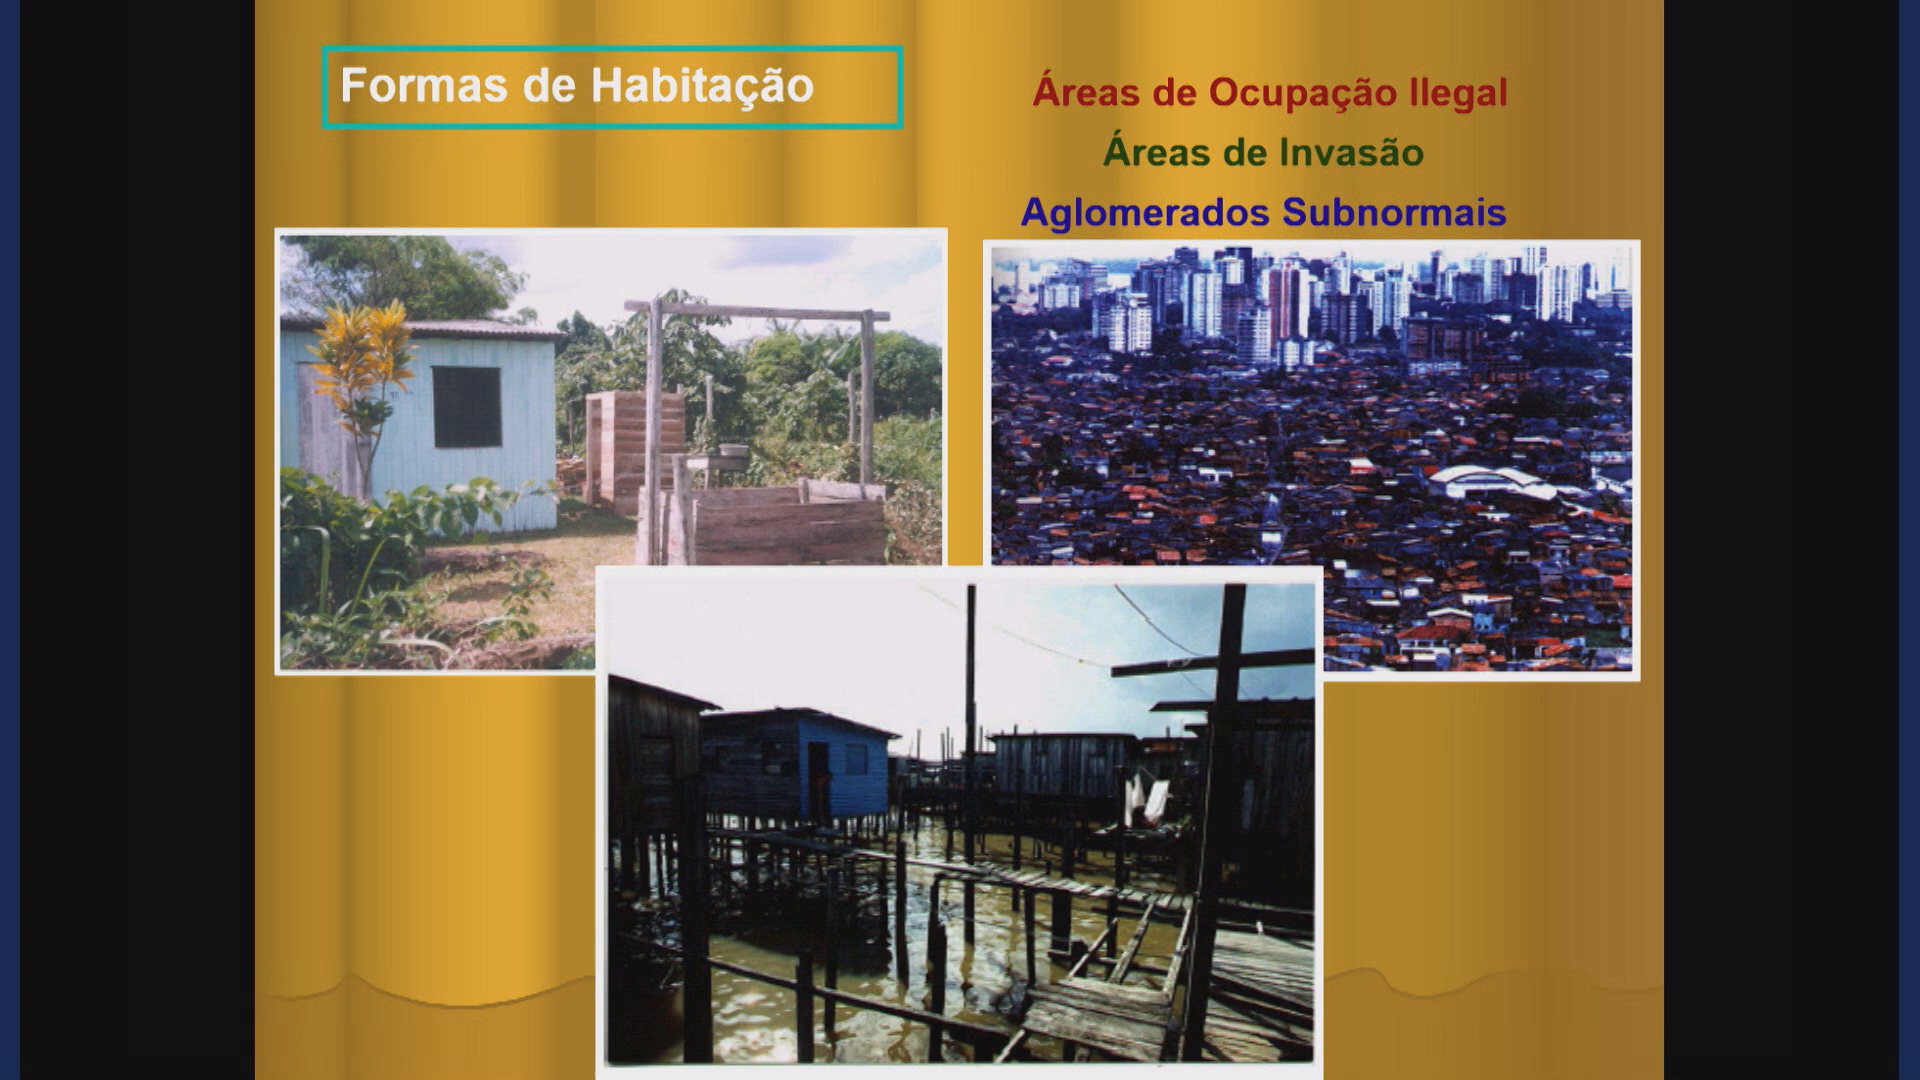 Formas de Habitação
Áreas de Ocupação Ilegal
Áreas de Invasão
Aglomerados Subnormais